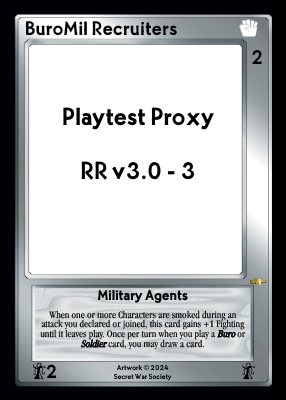 BuroMil Recruiters
2
Playtest Proxy
RR v3.0 - 3
Military Agents
When one or more Characters are smoked during an
attack you declared or joined, this card gains +1 Fighting
until it leaves play. Once per turn when you play a Buro or
Soldier card, you may draw a card.
2
Artwork © 2024
Secret War Society